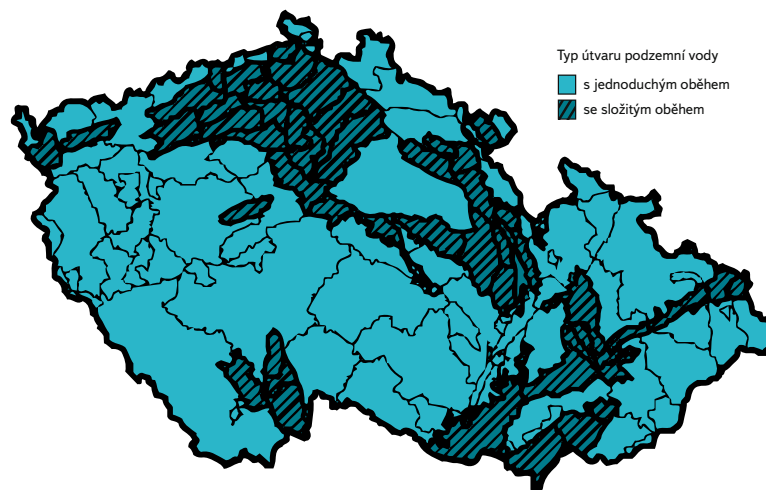 Typ útvaru podzemní vody
s jednoduchým oběhem
se složitým oběhem